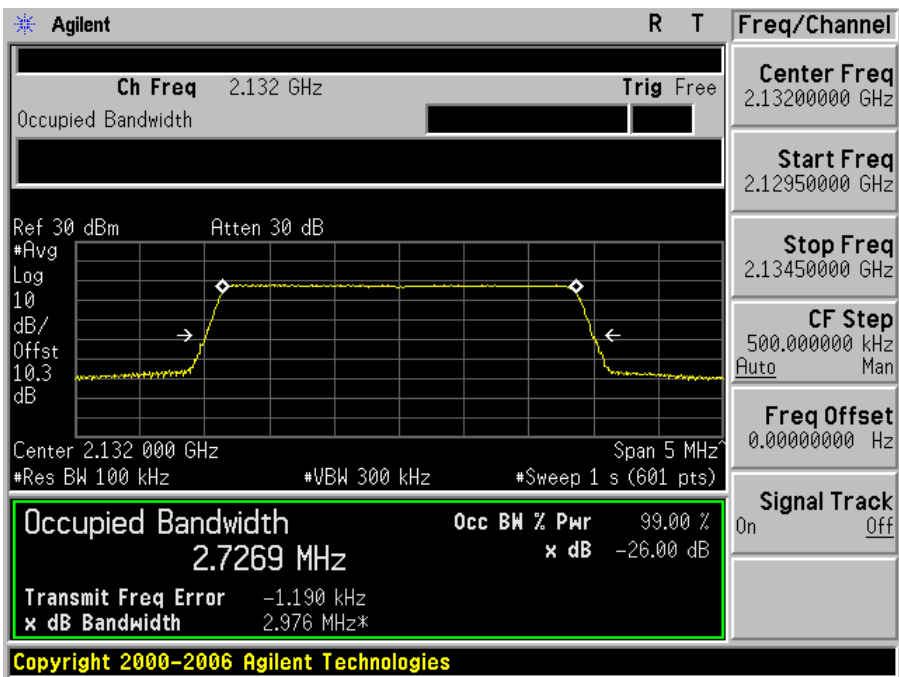 Agilent R T
Ch Freq 2.132 GHz Trig Free
Occupied Bandwidth
Ref 30 dBm Atten 30 dB
#Avg
Log
10
dB/
Offst
10.3
dB
Center 2.132 000 GHz Span 5 MHz^
#Res BW 100 kHz #VBW 300 kHz #Sweep 1 s (601 pts)
Occupied Bandwidth
2.7269 MHz
Occ BW % Pwr 99.00 %
x dB -26.00 dB
Transmit Freq Error -1.190 kHz
x dB Bandwidth 2.976 MHz*
Copyright 2000-2006 Agilent Technologies
Freq/Channel
Center Freq
2.13200000 GHz
Start Freq
2.12950000 GHz
Stop Freq
2.13450000 GHz
CF Step
500.000000 kHz
Auto Man
Freq Offset
0.00000000 Hz
Signal Track
On Off